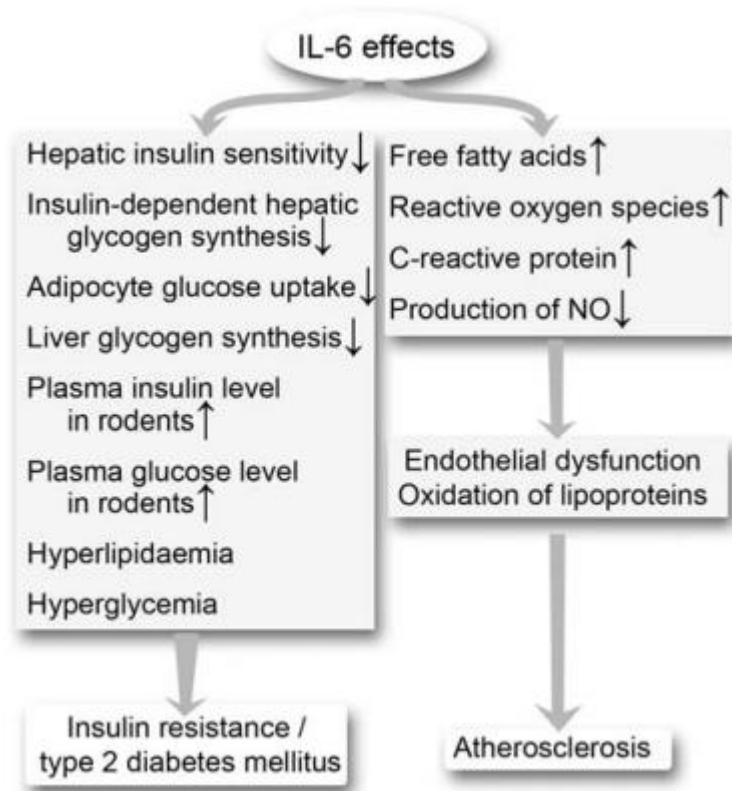 IL-6 effects
Hepatic insulin sensitivity↓
Insulin-dependent hepatic
glycogen synthesis↓
Adipocyte glucose uptake↓
Liver glycogen synthesis↓
Plasma insulin level
in rodents↑
Plasma glucose level
in rodents↑
Hyperlipidaemia
Hyperglycemia
Insulin resistance /
type 2 diabetes mellitus
Free fatty acids↑
Reactive oxygen species↑
C-reactive protein↑
Production of NO↓
Endothelial dysfunction
Oxidation of lipoproteins
Atherosclerosis